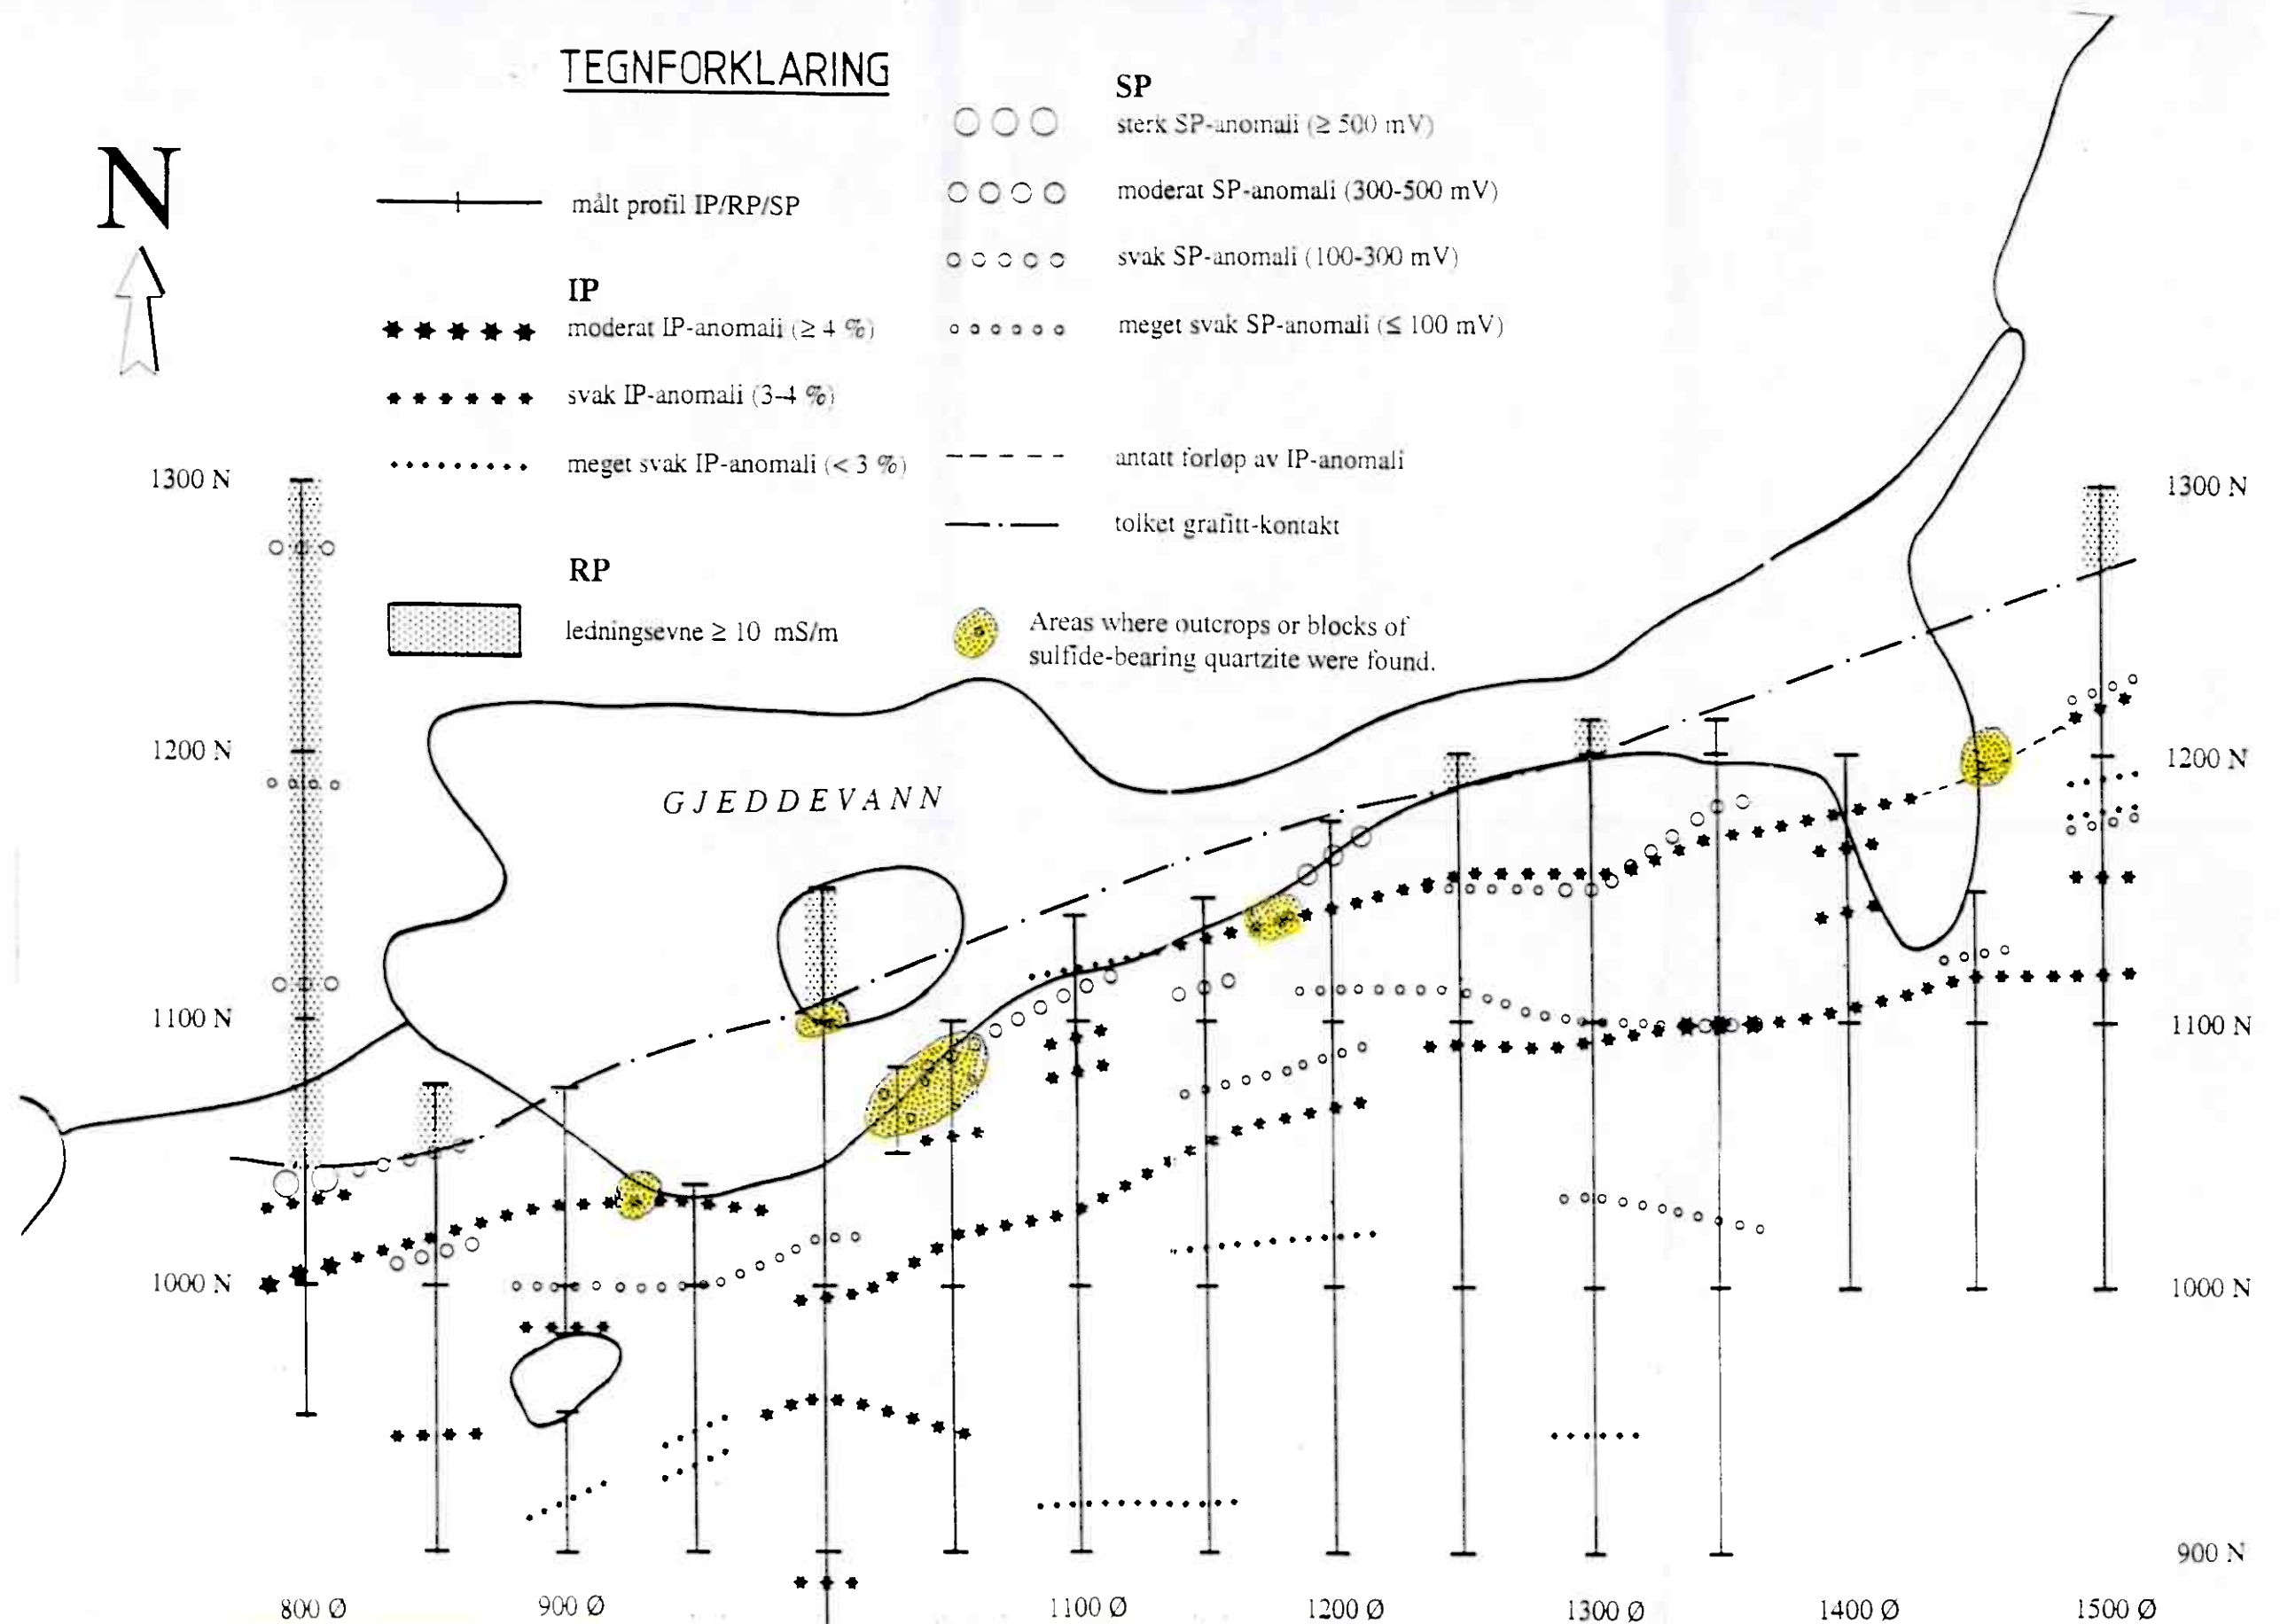 TEGNFORKLARING
N
målt profil IP/RP/SP
IP
moderat IP-anomali (≥ 4 %)
svak IP-anomali (3-4 %)
meget svak IP-anomali (< 3 %)
RP
ledningsevne ≥ 10 mS/m
SP
sterk SP-anomali (≥ 500 mV)
moderat SP-anomali (300-500 mV)
svak SP-anomali (100-300 mV)
meget svak SP-anomali (≤ 100 mV)
antatt forløp av IP-anomali
tolket grafitt-kontakt
Areas where outcrops or blocks of
sulfide-bearing quartzite were found.
1300 N
1300 N
1200 N
1200 N
GJEDDEVANN
1100 N
1100 N
1000 N
1000 N
900 N
800 Ø
900 Ø
1100 Ø
1200 Ø
1300 Ø
1400 Ø
1500 Ø